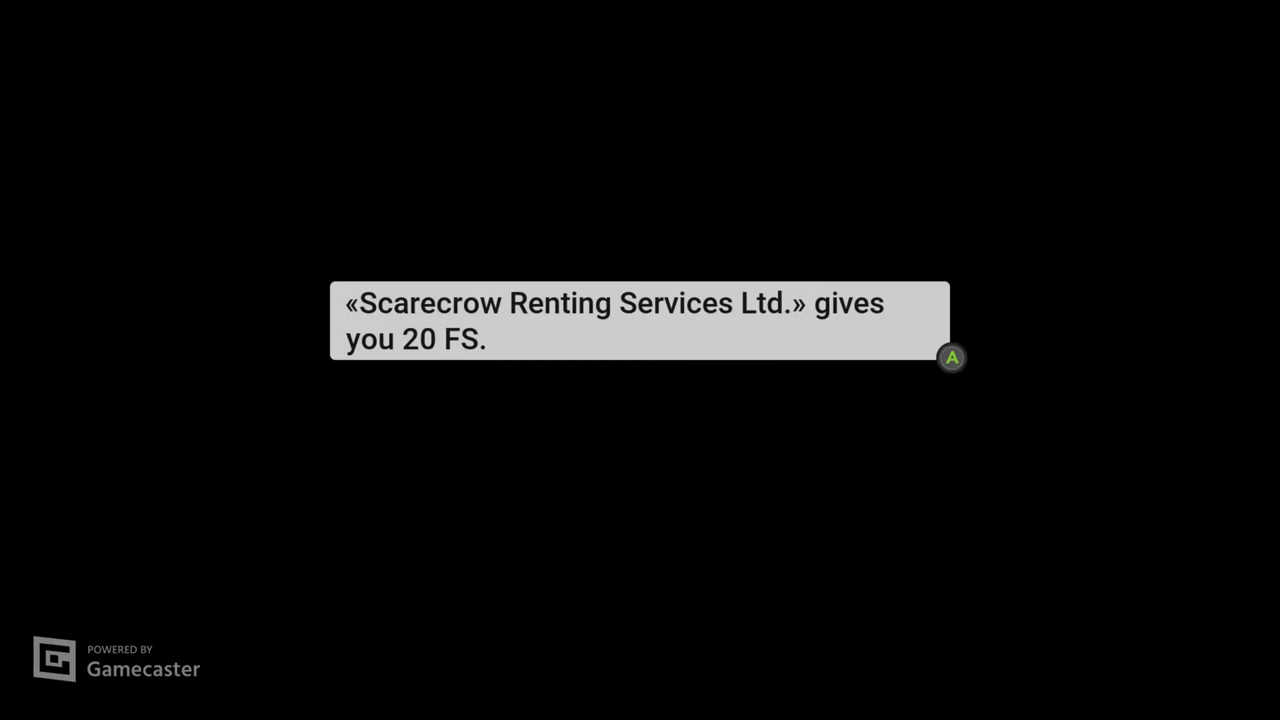 «Scarecrow Renting Services Ltd.» gives
you 20 FS.
A
POWERED BY
Gamecaster